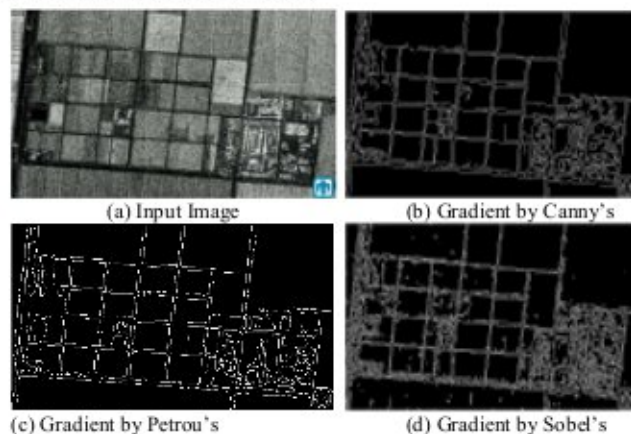 (a) Input Image
(b) Gradient by Canny's
(c) Gradient by Petrou's
(d) Gradient by Sobel's